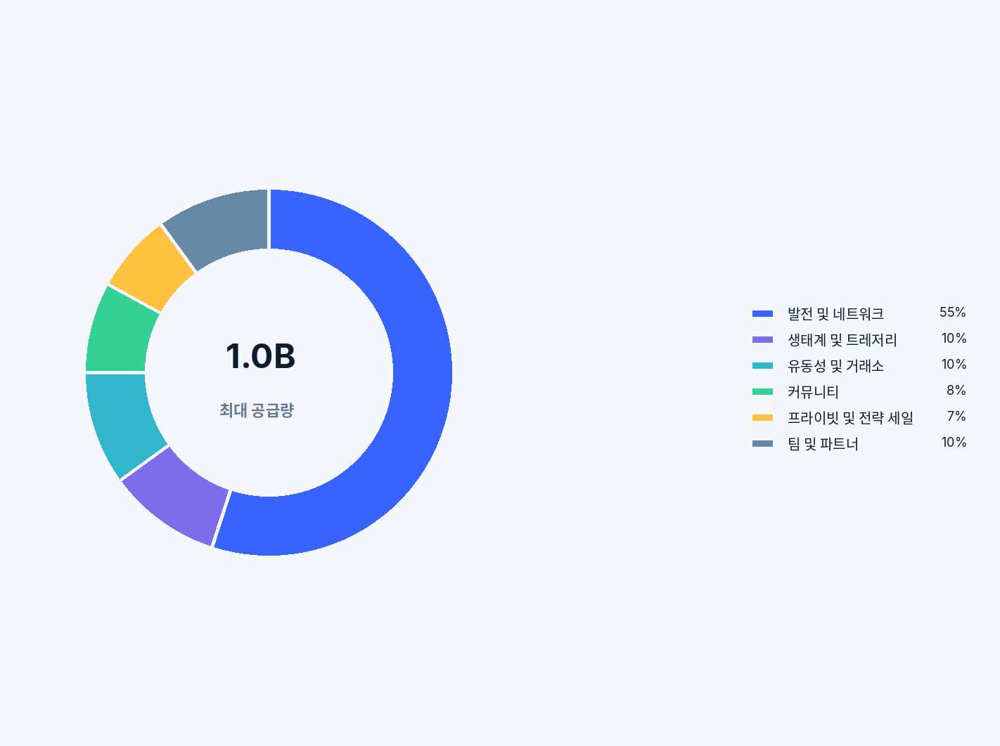 1.0B
최대 공급량
발전 및 네트워크 55%
생태계 및 트레저리 10%
유동성 및 거래소 10%
커뮤니티 8%
프라이빗 및 전략 세일 7%
팀 및 파트너 10%